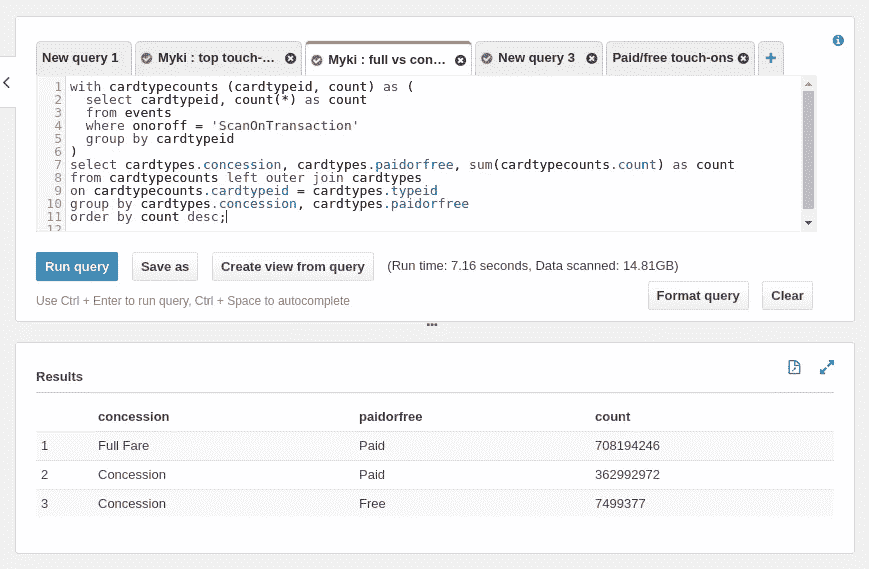 New query 1
Myki : top touch-...
Myki : full vs con...
New query 3
Paid/free touch-ons
1 with cardtypecounts (cardtypeid, count) as (
2 select cardtypeid, count(*) as count
3 from events
4 where onoroff = 'ScanOnTransaction'
5 group by cardtypeid
6 )
7 select cardtypes.concession, cardtypes.paidorfree, sum(cardtypecounts.count) as count
8 from cardtypecounts left outer join cardtypes
9 on cardtypecounts.cardtypeid = cardtypes.typeid
10 group by cardtypes.concession, cardtypes.paidorfree
11 order by count desc;
12
Run query Save as Create view from query (Run time: 7.16 seconds, Data scanned: 14.81GB)
Use Ctrl + Enter to run query, Ctrl + Space to autocomplete
Format query Clear
Results
concession paidorfree count
1 Full Fare Paid 708194246
2 Concession Paid 362992972
3 Concession Free 7499377